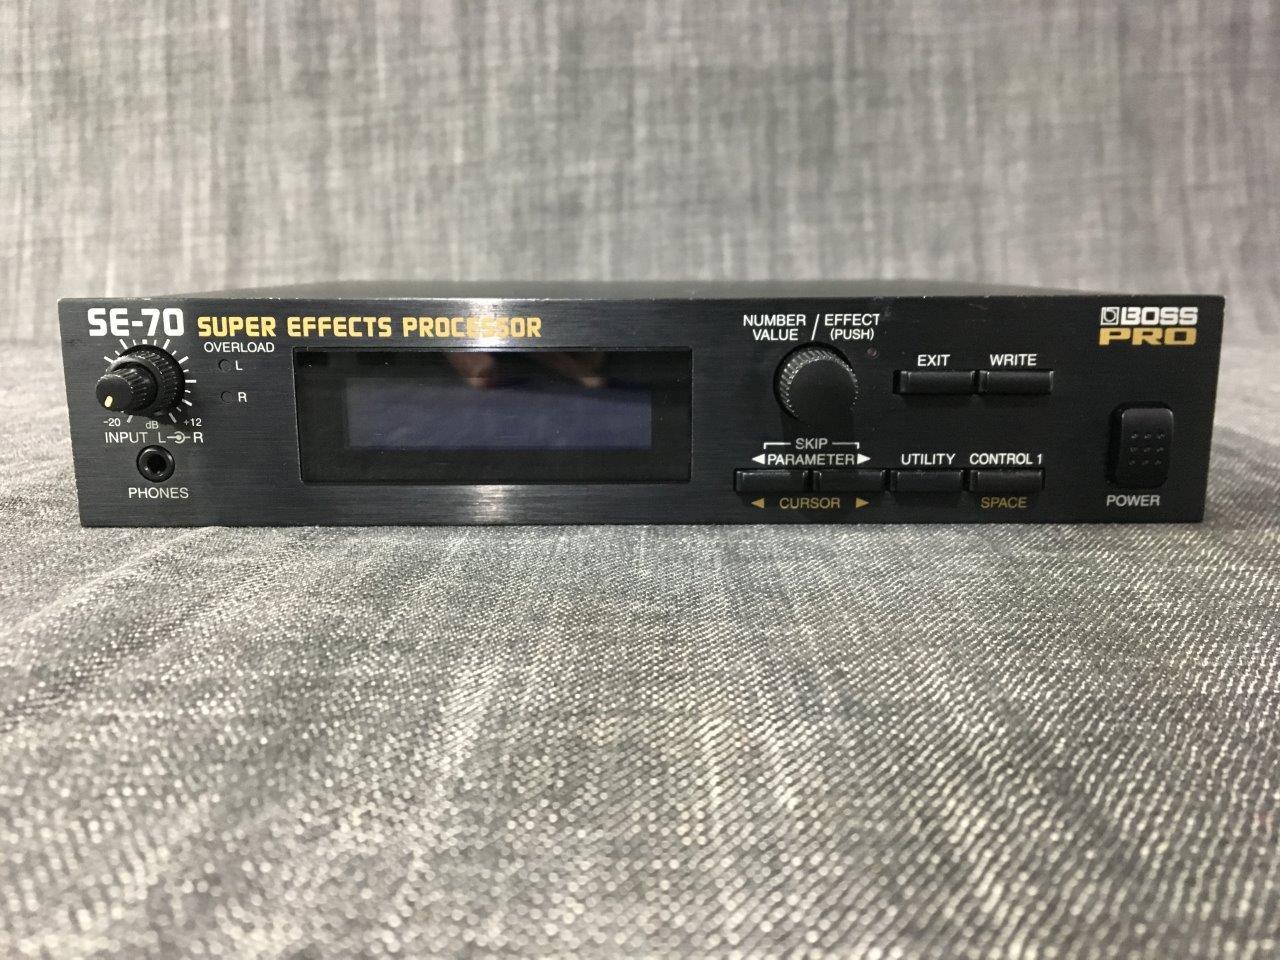 SE-70 SUPER EFFECTS PROCESSOR
OVERLOAD
L
R
-20 dB +12
INPUT L R
PHONES
NUMBER / EFFECT
VALUE (PUSH)
EXIT WRITE
SKIP
◀PARAMETER▶
UTILITY CONTROL 1
◀ CURSOR ▶ SPACE
BOSS
PRO
POWER